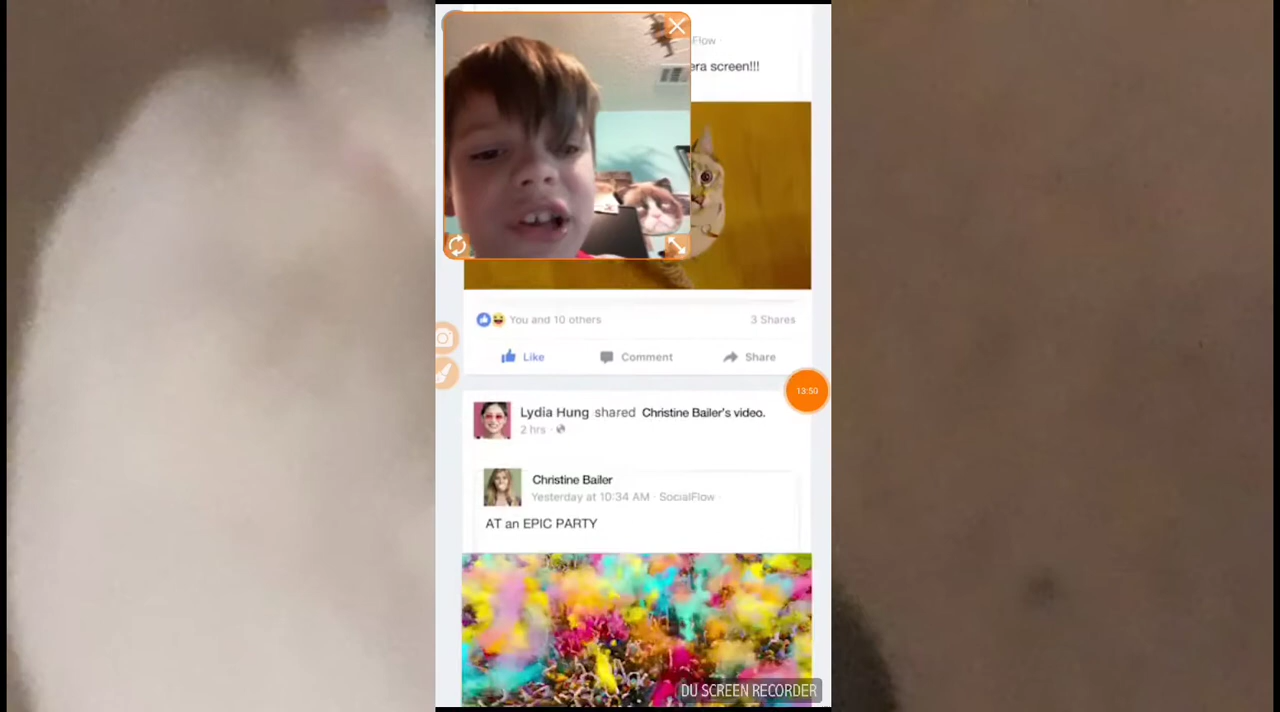 Flow ·
era screen!!!
You and 10 others
3 Shares
Like
Comment
Share
13:50
Lydia Hung shared Christine Bailer's video.
2 hrs ·
Christine Bailer
Yesterday at 10:34 AM · SocialFlow ·
AT an EPIC PARTY
DU SCREEN RECORDER